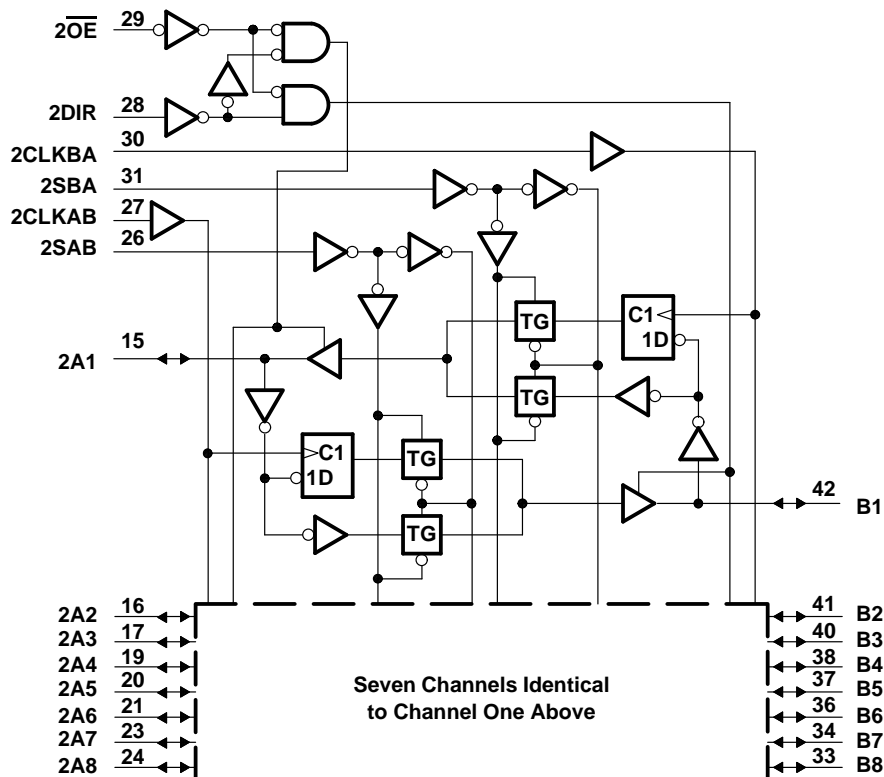 2O̅E̅ 29
2DIR 28
2CLKBA 30
2SBA 31
2CLKAB 27
2SAB 26
TG C1
1D
2A1 15
TG
C1 TG
1D
42 B1
TG
2A2 16 41 B2
2A3 17 40 B3
2A4 19 38 B4
2A5 20 37 B5
2A6 21 36 B6
2A7 23 34 B7
2A8 24 33 B8
Seven Channels Identical
to Channel One Above